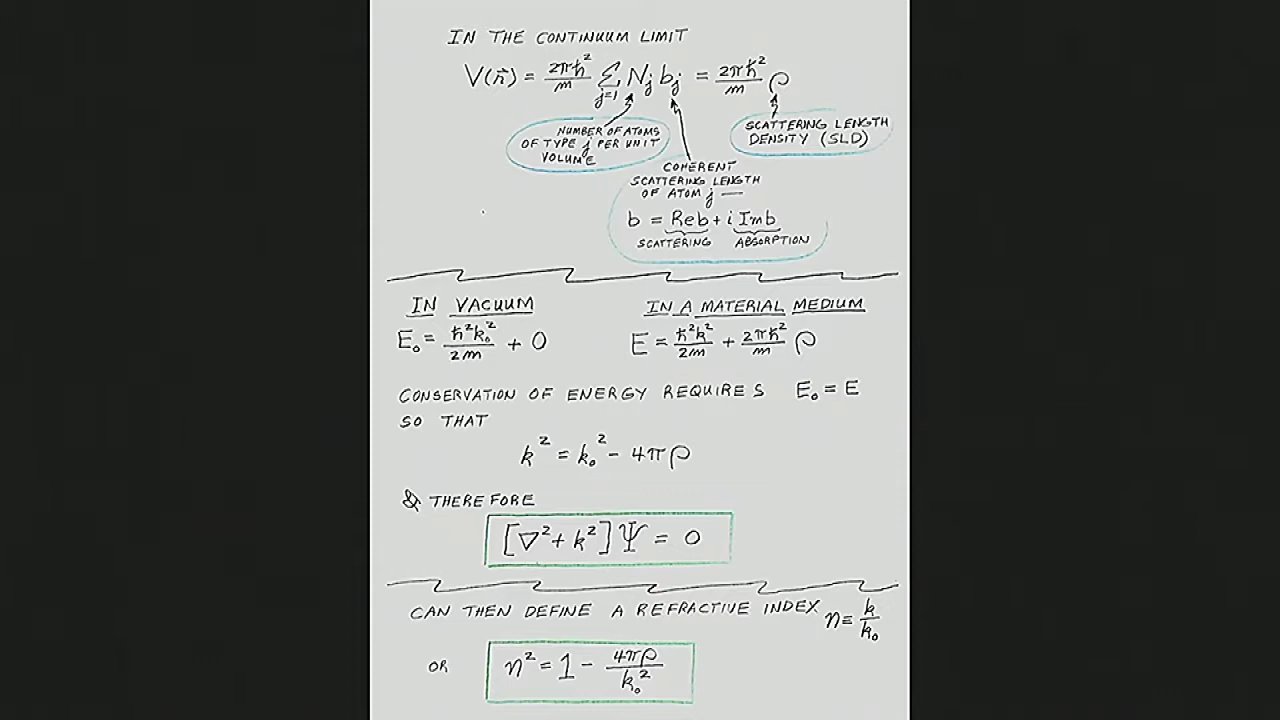 IN THE CONTINUUM LIMIT
V(r⃗) = 2πħ²/m Σ_{j=1} N_j b_j = 2πħ²/m ρ
NUMBER OF ATOMS
OF TYPE j PER UNIT
VOLUME
SCATTERING LENGTH
DENSITY (SLD)
COHERENT
SCATTERING LENGTH
OF ATOM j —
b = Reb + i Imb
SCATTERING ABSORPTION
IN VACUUM
E₀ = ħ²k₀²/2m + 0
IN A MATERIAL MEDIUM
E = ħ²k²/2m + 2πħ²/m ρ
CONSERVATION OF ENERGY REQUIRES E₀ = E
SO THAT
k² = k₀² - 4πρ
& THEREFORE
[∇² + k²] Ψ = 0
CAN THEN DEFINE A REFRACTIVE INDEX n ≡ k/k₀
OR
n² = 1 - 4πρ/k₀²